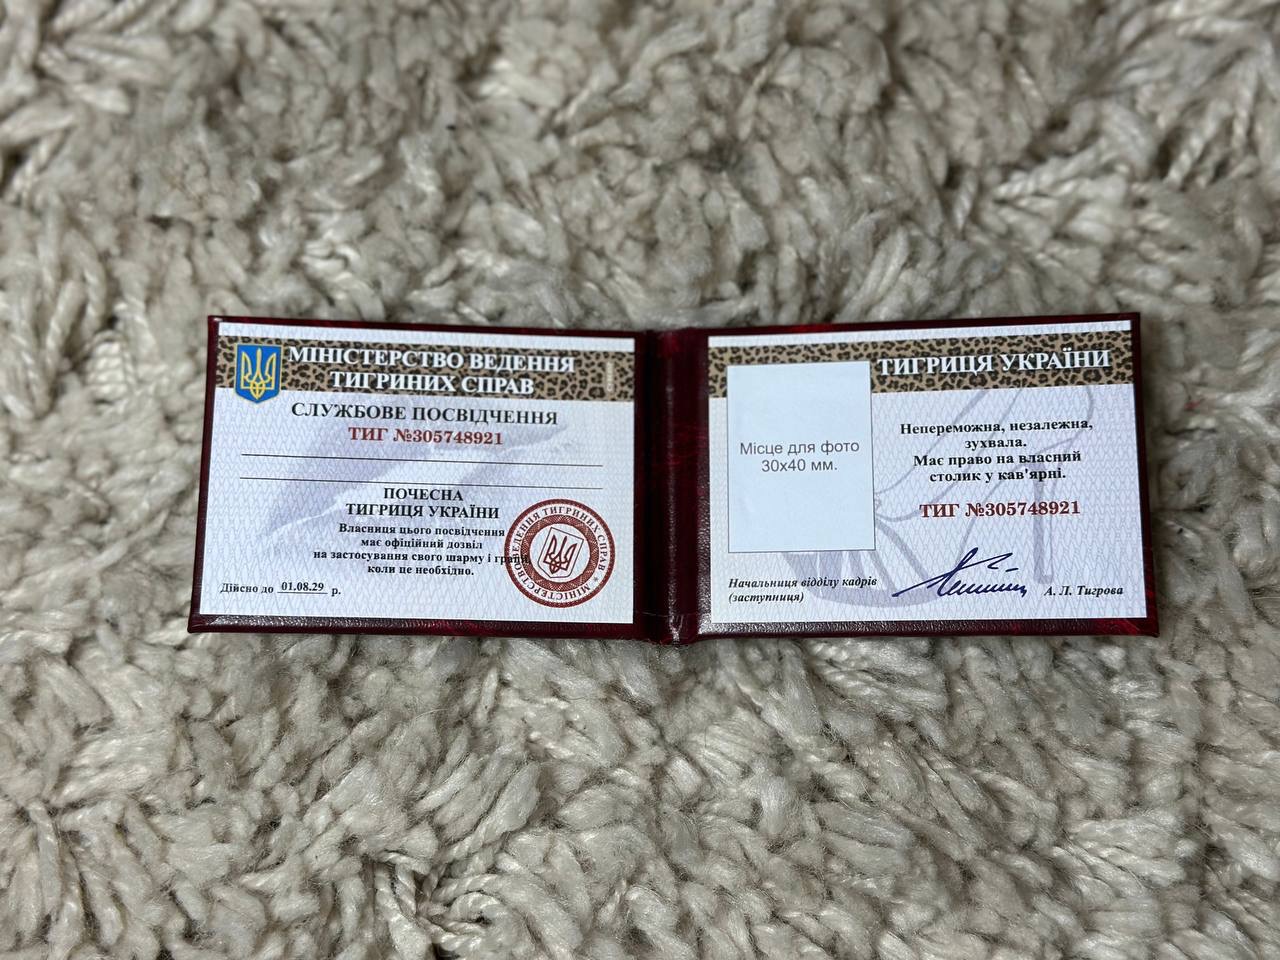 МІНІСТЕРСТВО ВЕДЕННЯ
ТИГРИНИХ СПРАВ
СЛУЖБОВЕ ПОСВІДЧЕННЯ
ТИГ №305748921
ПОЧЕСНА
ТИГРИЦЯ УКРАЇНИ
Власниця цього посвідчення
має офіційний дозвіл
на застосування свого шарму і грації,
коли це необхідно.
Дійсно до 01.08.29 р.
МІНІСТЕРСТВО ВЕДЕННЯ ТИГРИНИХ СПРАВ *
ТИГРИЦЯ УКРАЇНИ
Місце для фото
30х40 мм.
Непереможна, незалежна,
зухвала.
Має право на власний
столик у кав'ярні.
ТИГ №305748921
Начальниця відділу кадрів
(заступниця)
А. Л. Тигрова